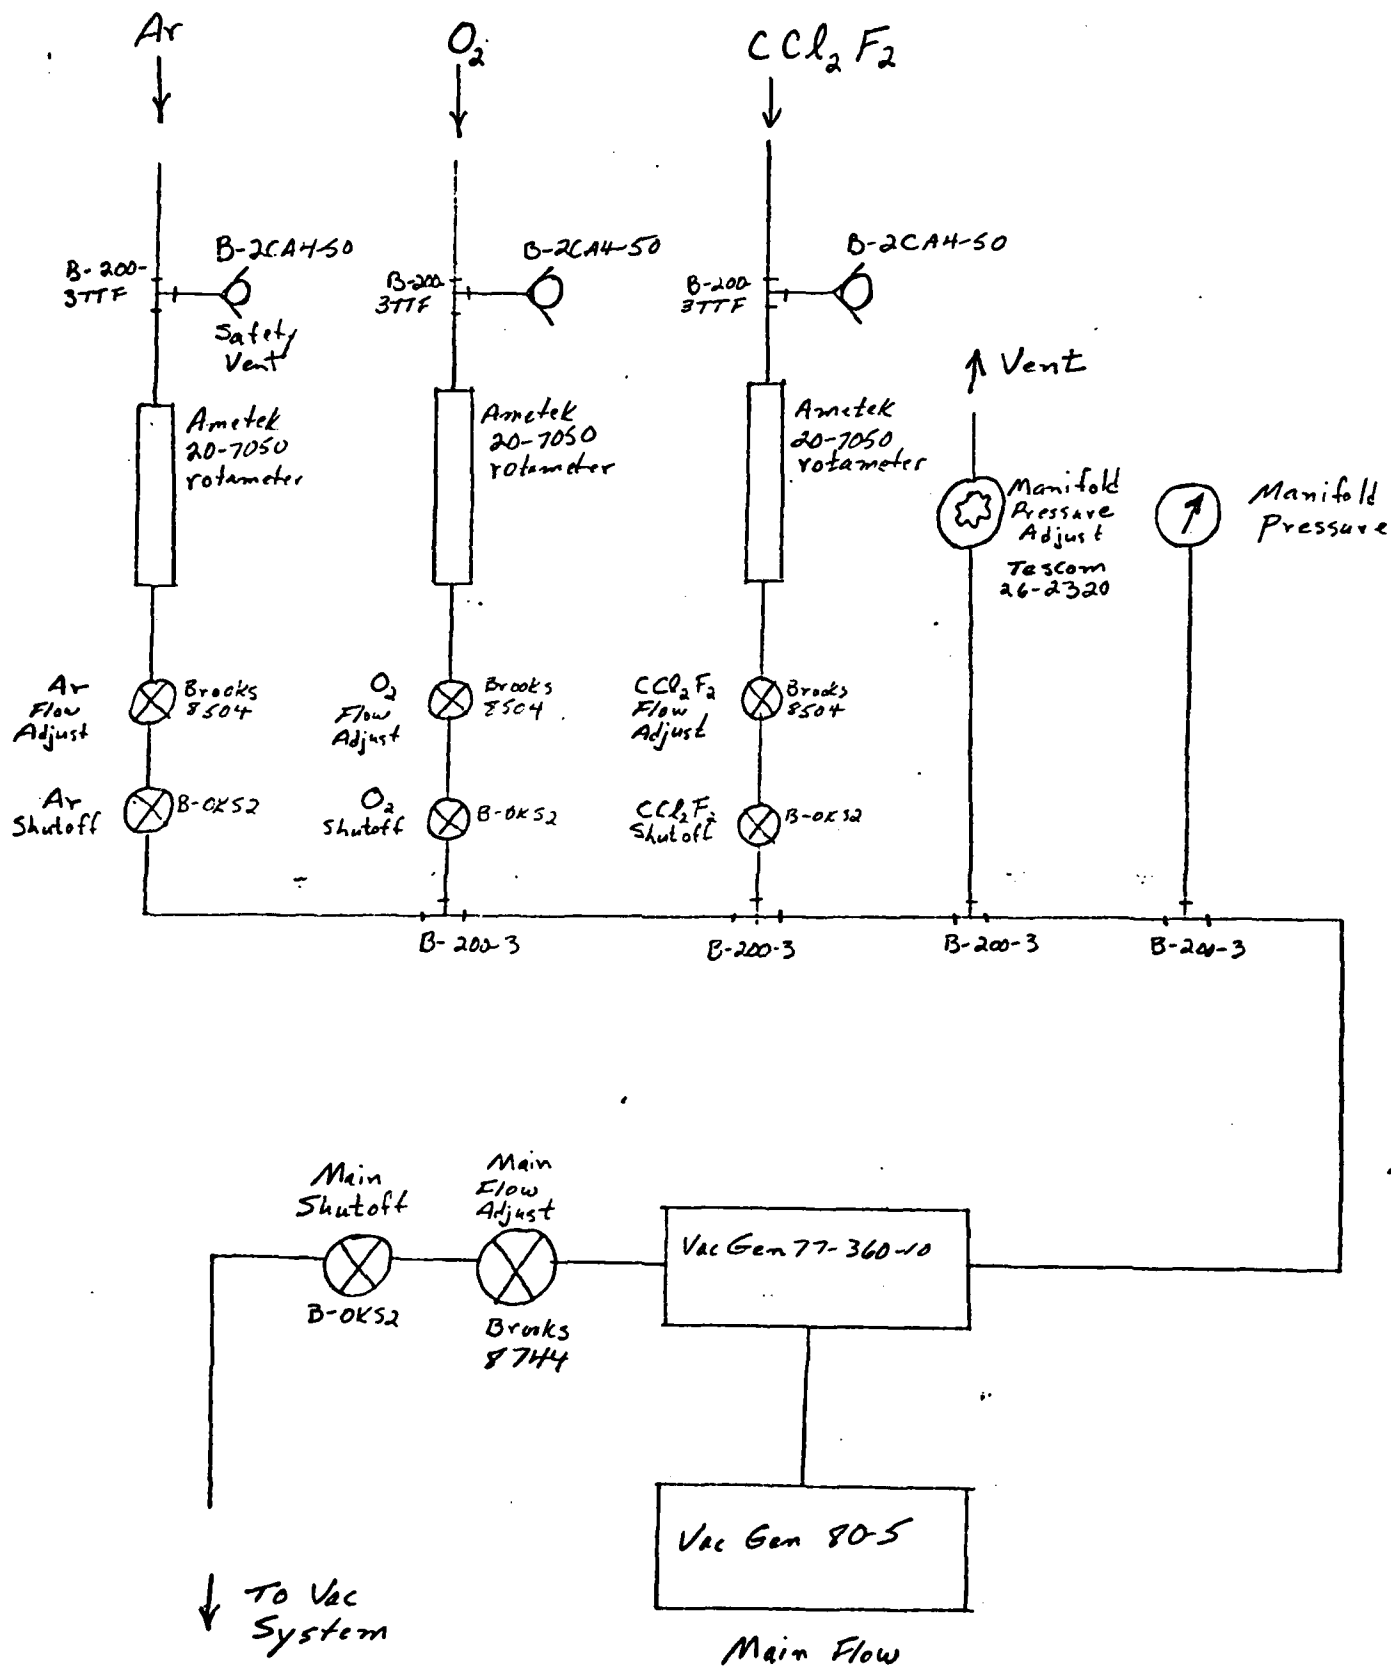 Ar
O2
CCl2F2
B-200-
3TTF
B-2CA4-50
Safety
Vent
B-200-
3TTF
B-2CA4-50
B-200-
3TTF
B-2CA4-50
Ametek
20-7050
rotameter
Ametek
20-7050
rotameter
Ametek
20-7050
rotameter
Vent
Manifold
Pressure
Adjust
Tescom
26-2320
Manifold
Pressure
Ar
Flow
Adjust
Brooks
8504
O2
Flow
Adjust
Brooks
8504
CCl2F2
Flow
Adjust
Brooks
8504
Ar
Shutoff
B-OKS2
O2
Shutoff
B-OKS2
CCl2F2
Shutoff
B-OKS2
B-200-3
B-200-3
B-200-3
B-200-3
Main
Shutoff
B-OKS2
Main
Flow
Adjust
Brooks
8744
Vac Gen 77-360-10
Vac Gen 80-5
To Vac
System
Main Flow